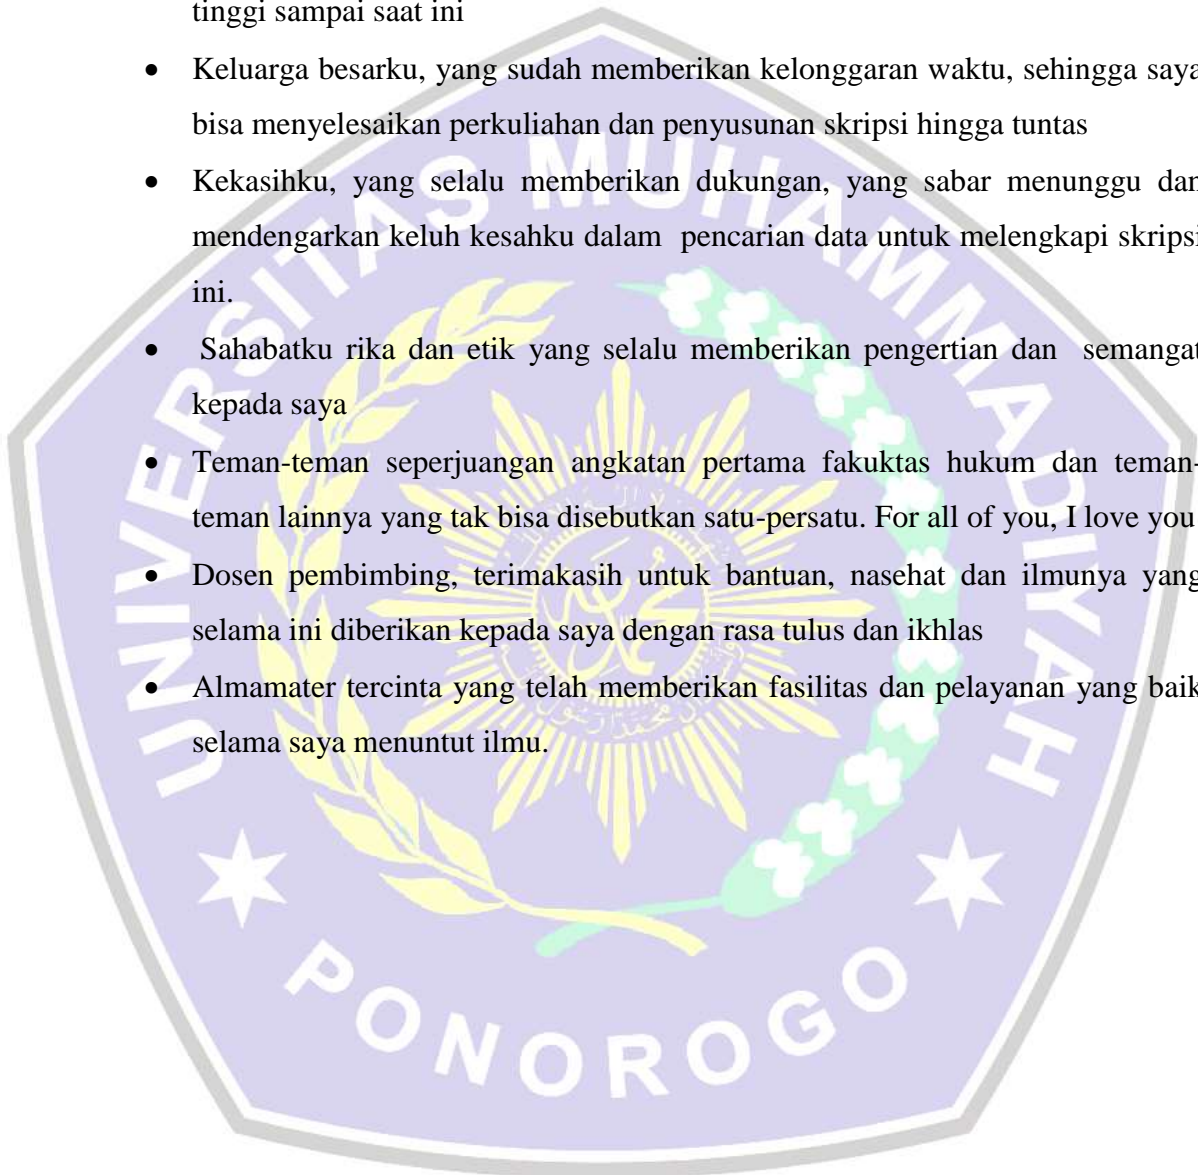 tinggi sampai saat ini
• Keluarga besarku, yang sudah memberikan kelonggaran waktu, sehingga saya
bisa menyelesaikan perkuliahan dan penyusunan skripsi hingga tuntas
• Kekasihku, yang selalu memberikan dukungan, yang sabar menunggu dan
mendengarkan keluh kesahku dalam pencarian data untuk melengkapi skripsi
ini.
• Sahabatku rika dan etik yang selalu memberikan pengertian dan semangat
kepada saya
• Teman-teman seperjuangan angkatan pertama fakuktas hukum dan teman-
teman lainnya yang tak bisa disebutkan satu-persatu. For all of you, I love you
• Dosen pembimbing, terimakasih untuk bantuan, nasehat dan ilmunya yang
selama ini diberikan kepada saya dengan rasa tulus dan ikhlas
• Almamater tercinta yang telah memberikan fasilitas dan pelayanan yang baik
selama saya menuntut ilmu.
UNIVERSITAS MUHAMMADIYAH
PONOROGO